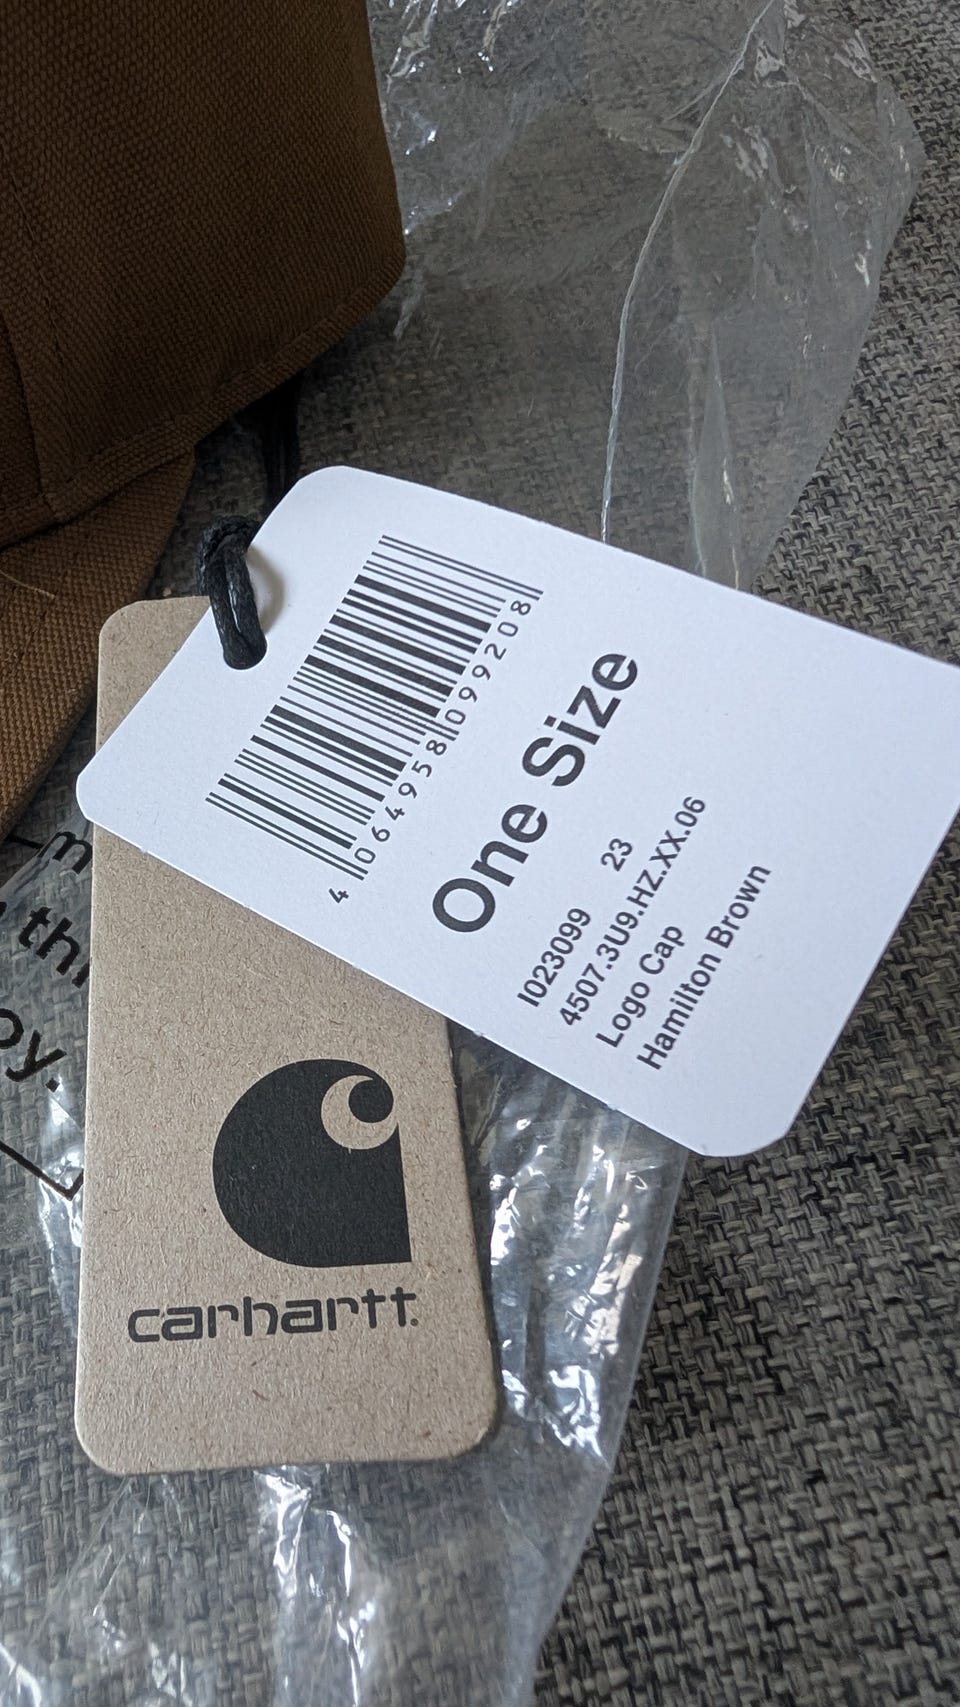 4 064958 099208
One Size
I023099 23
4507.3U9.HZ.XX.06
Logo Cap
Hamilton Brown
carhartt.